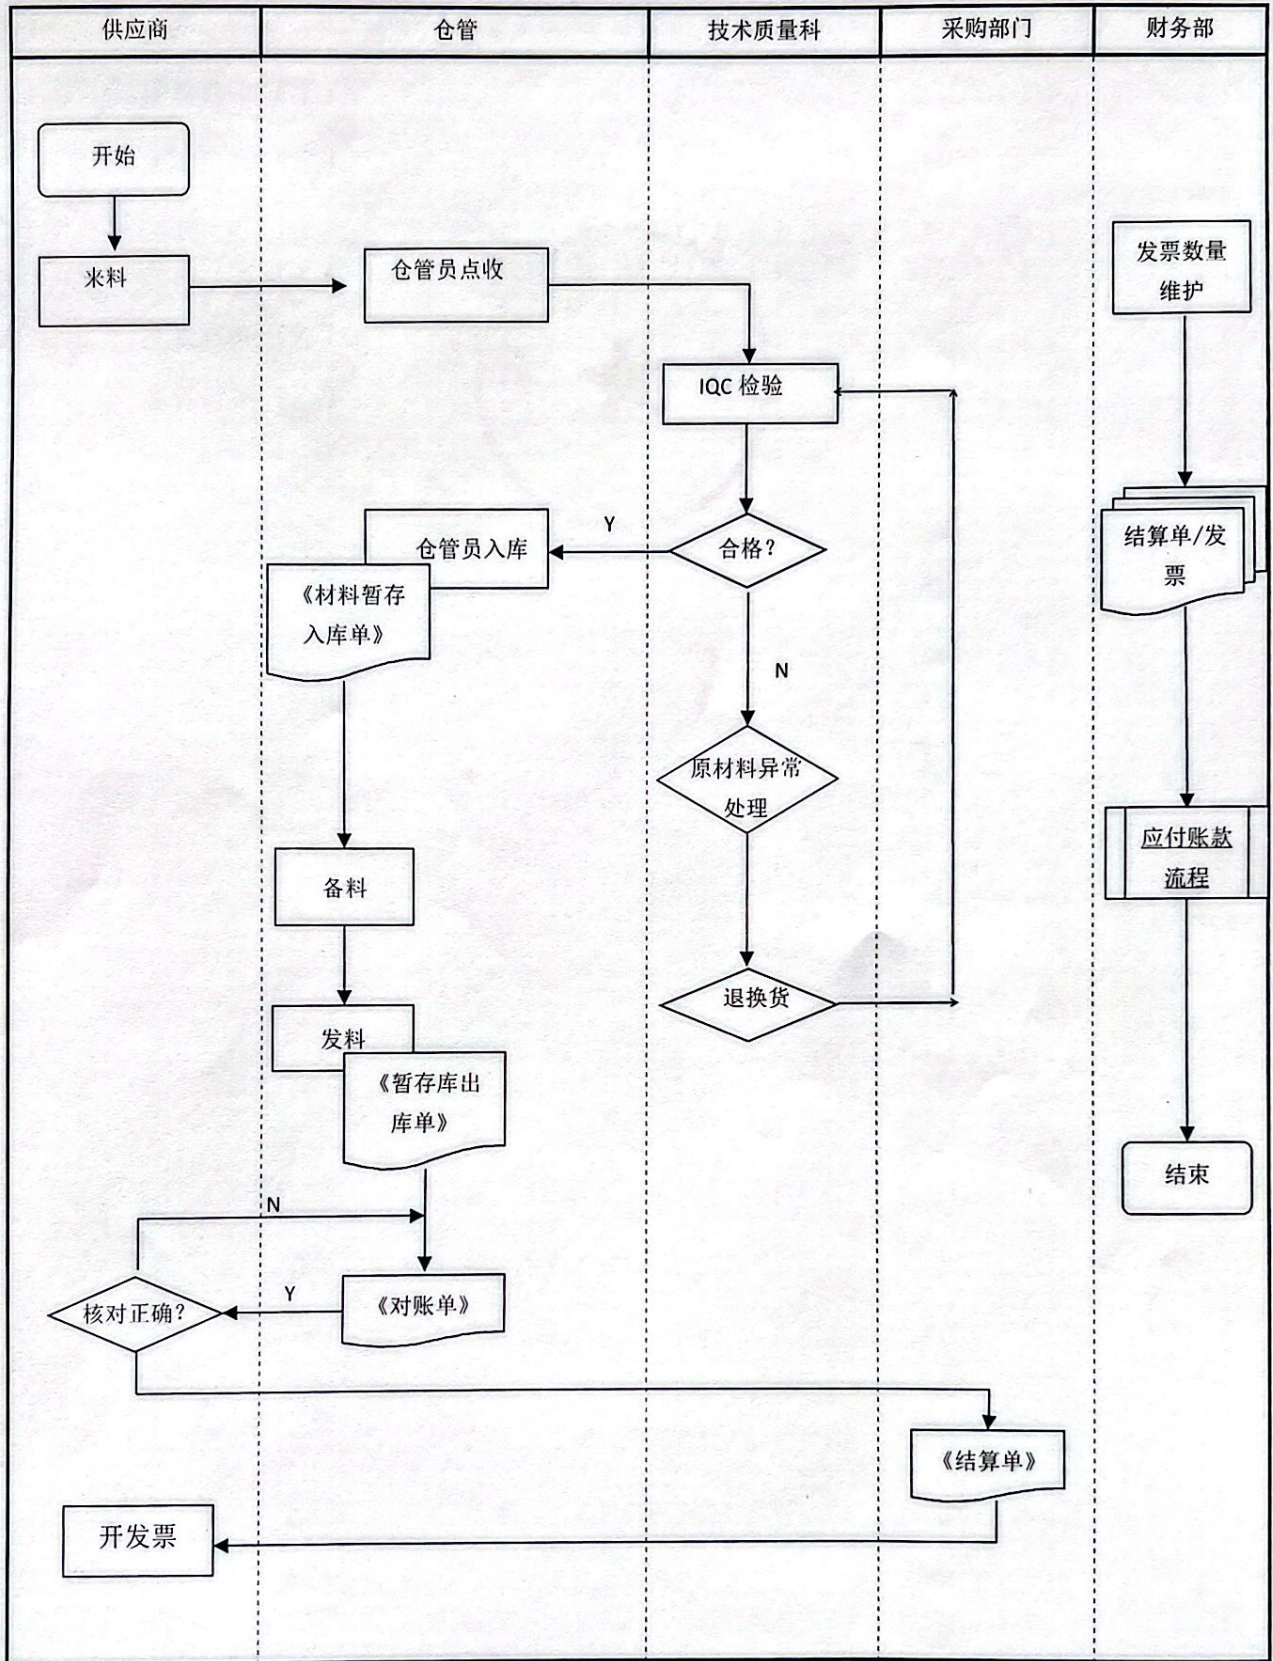 供应商
仓管
技术质量科
采购部门
财务部
开始
米料
仓管员点收
发票数量
维护
IQC 检验
合格？
Y
仓管员入库
《材料暂存
入库单》
结算单/发
票
N
原材料异常
处理
应付账款
流程
备料
退换货
发料
《暂存库出
库单》
结束
N
核对正确？
Y
《对账单》
《结算单》
开发票